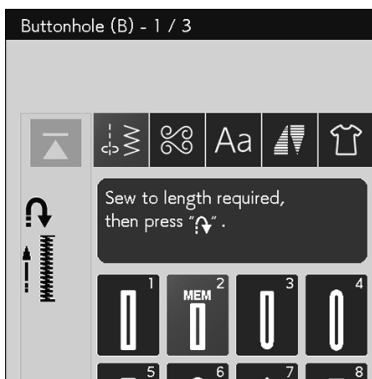 Buttonhole (B) - 1 / 3
Aa
Sew to length required,
then press "↷".
1
MEM 2
3
4
5
6
7
8